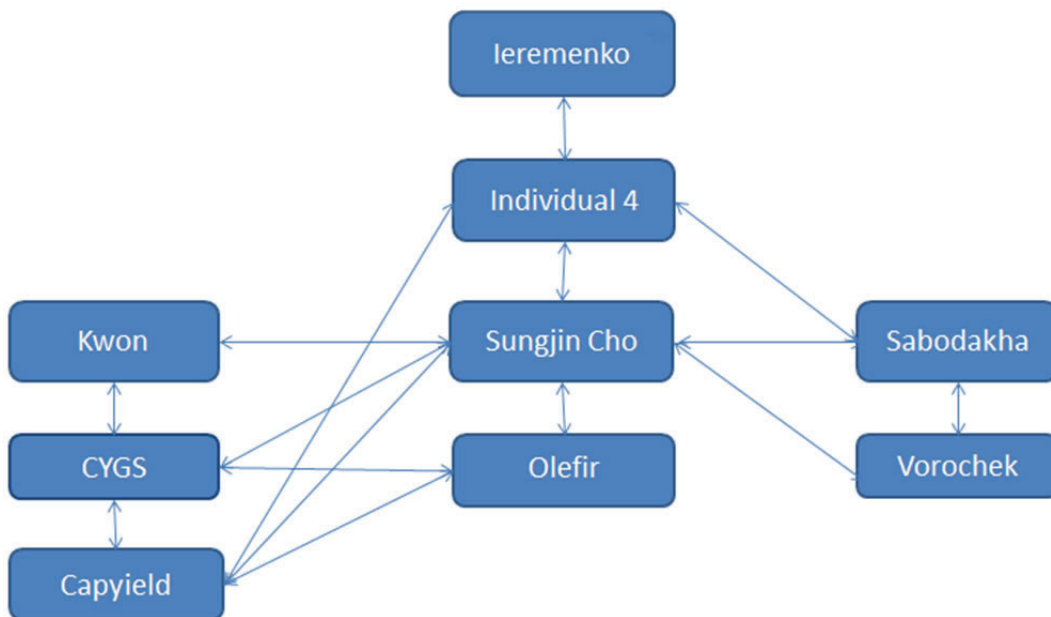 Ieremenko
Individual 4
Kwon
Sungjin Cho
Sabodakha
CYGS
Olefir
Vorochek
Capyield